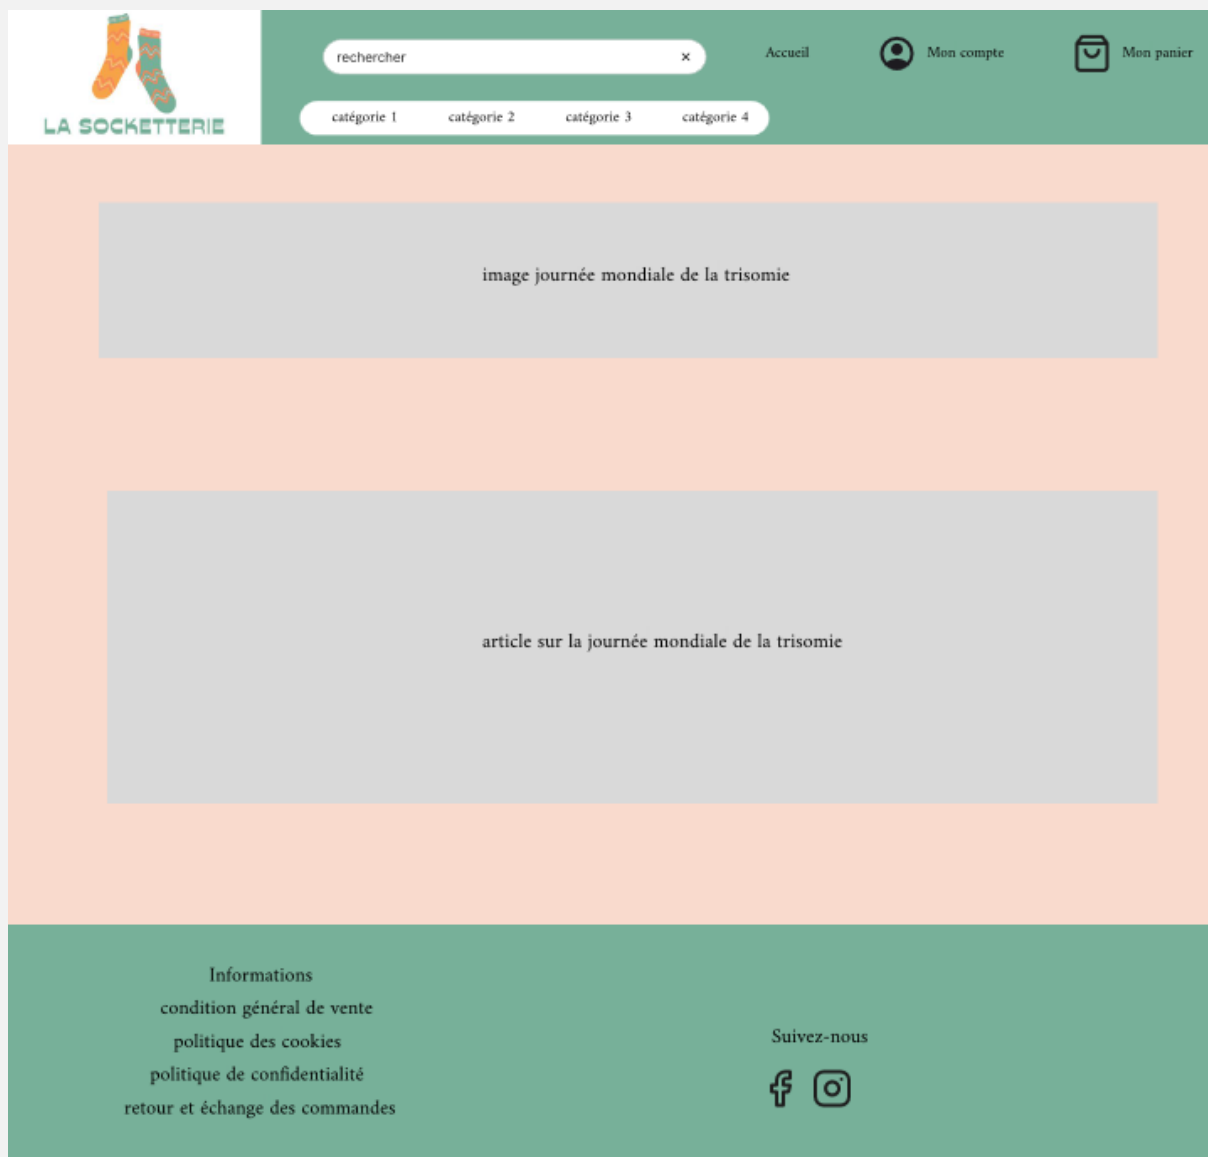 LA SOCKETTERIE
rechercher
Accueil
Mon compte
Mon panier
catégorie 1
catégorie 2
catégorie 3
catégorie 4
image journée mondiale de la trisomie
article sur la journée mondiale de la trisomie
Informations
condition général de vente
politique des cookies
politique de confidentialité
retour et échange des commandes
Suivez-nous